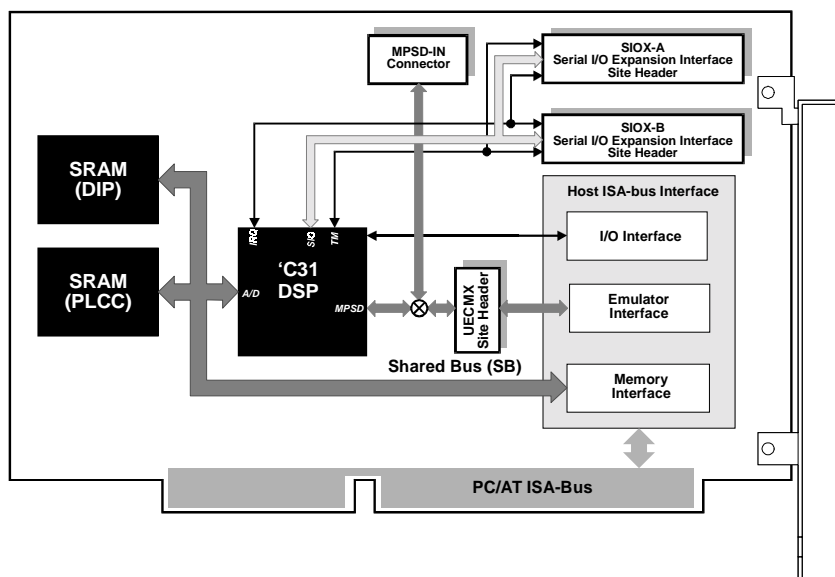 MPSD-IN
Connector
SIOX-A
Serial I/O Expansion Interface
Site Header
SIOX-B
Serial I/O Expansion Interface
Site Header
SRAM
(DIP)
Host ISA-bus Interface
IRQ
SIO
TM
I/O Interface
SRAM
(PLCC)
'C31
DSP
A/D
MPSD
UECMX
Site Header
Emulator
Interface
Shared Bus (SB)
Memory
Interface
PC/AT ISA-Bus